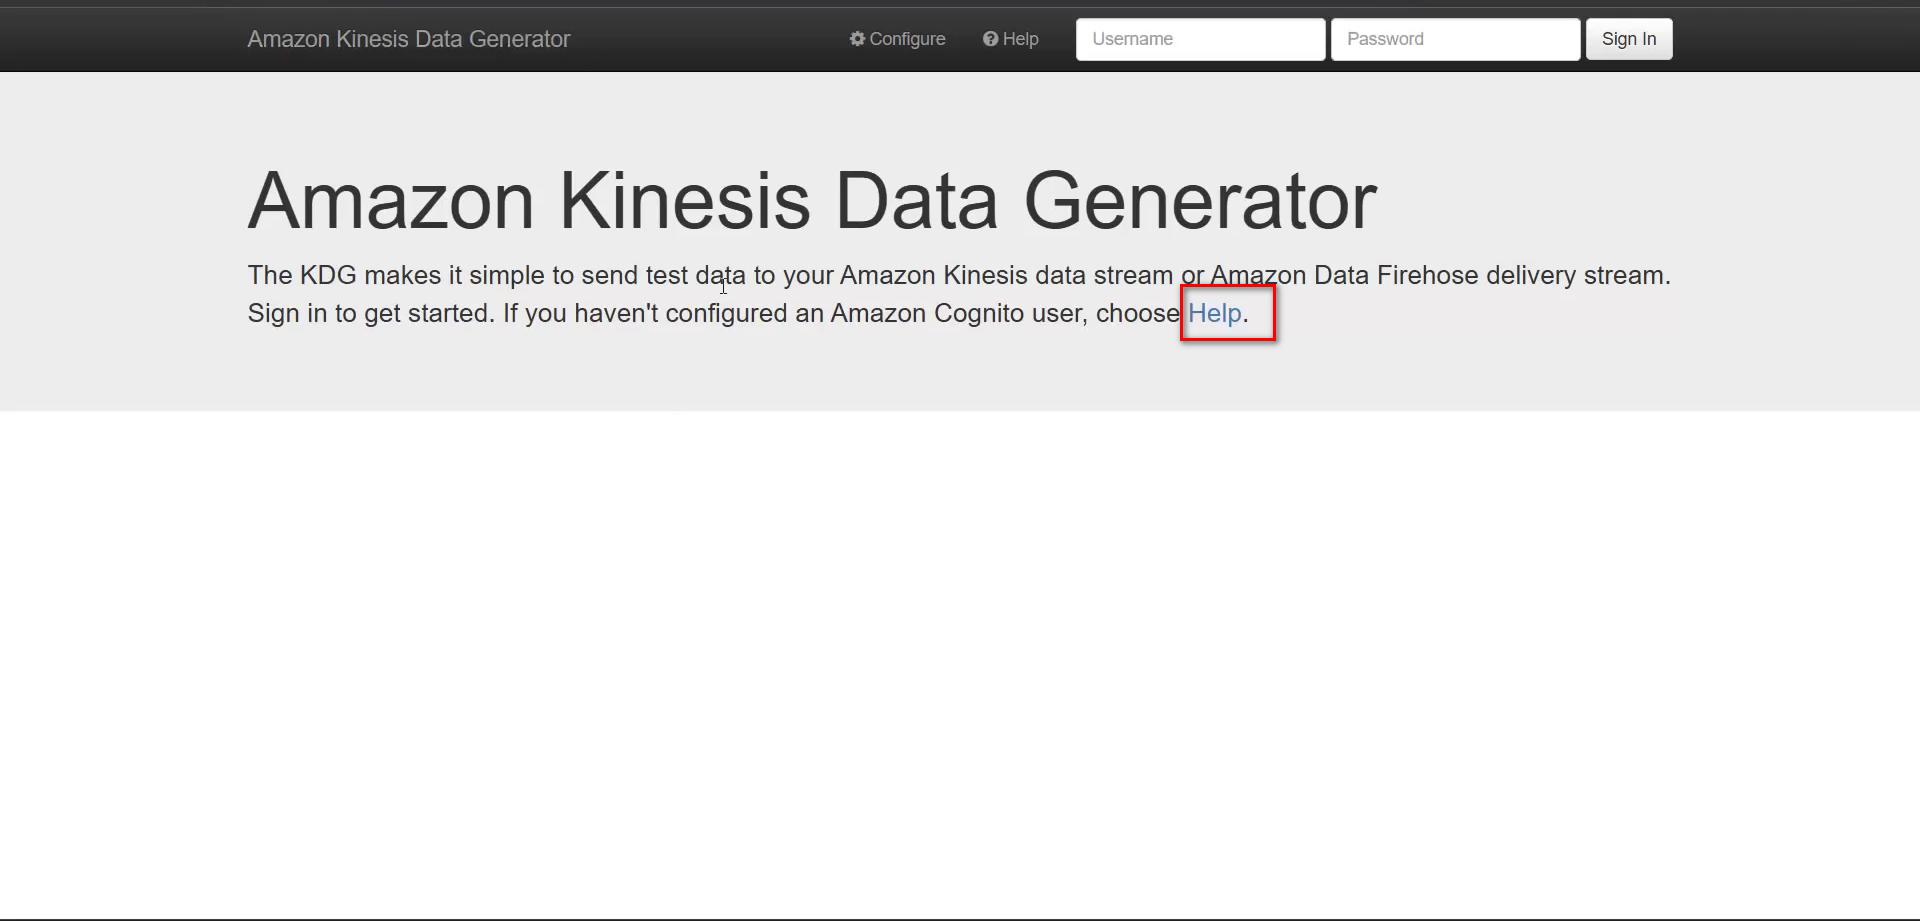 Amazon Kinesis Data Generator Configure Help Username Password Sign In
Amazon Kinesis Data Generator
The KDG makes it simple to send test data to your Amazon Kinesis data stream or Amazon Data Firehose delivery stream.
Sign in to get started. If you haven't configured an Amazon Cognito user, choose Help.